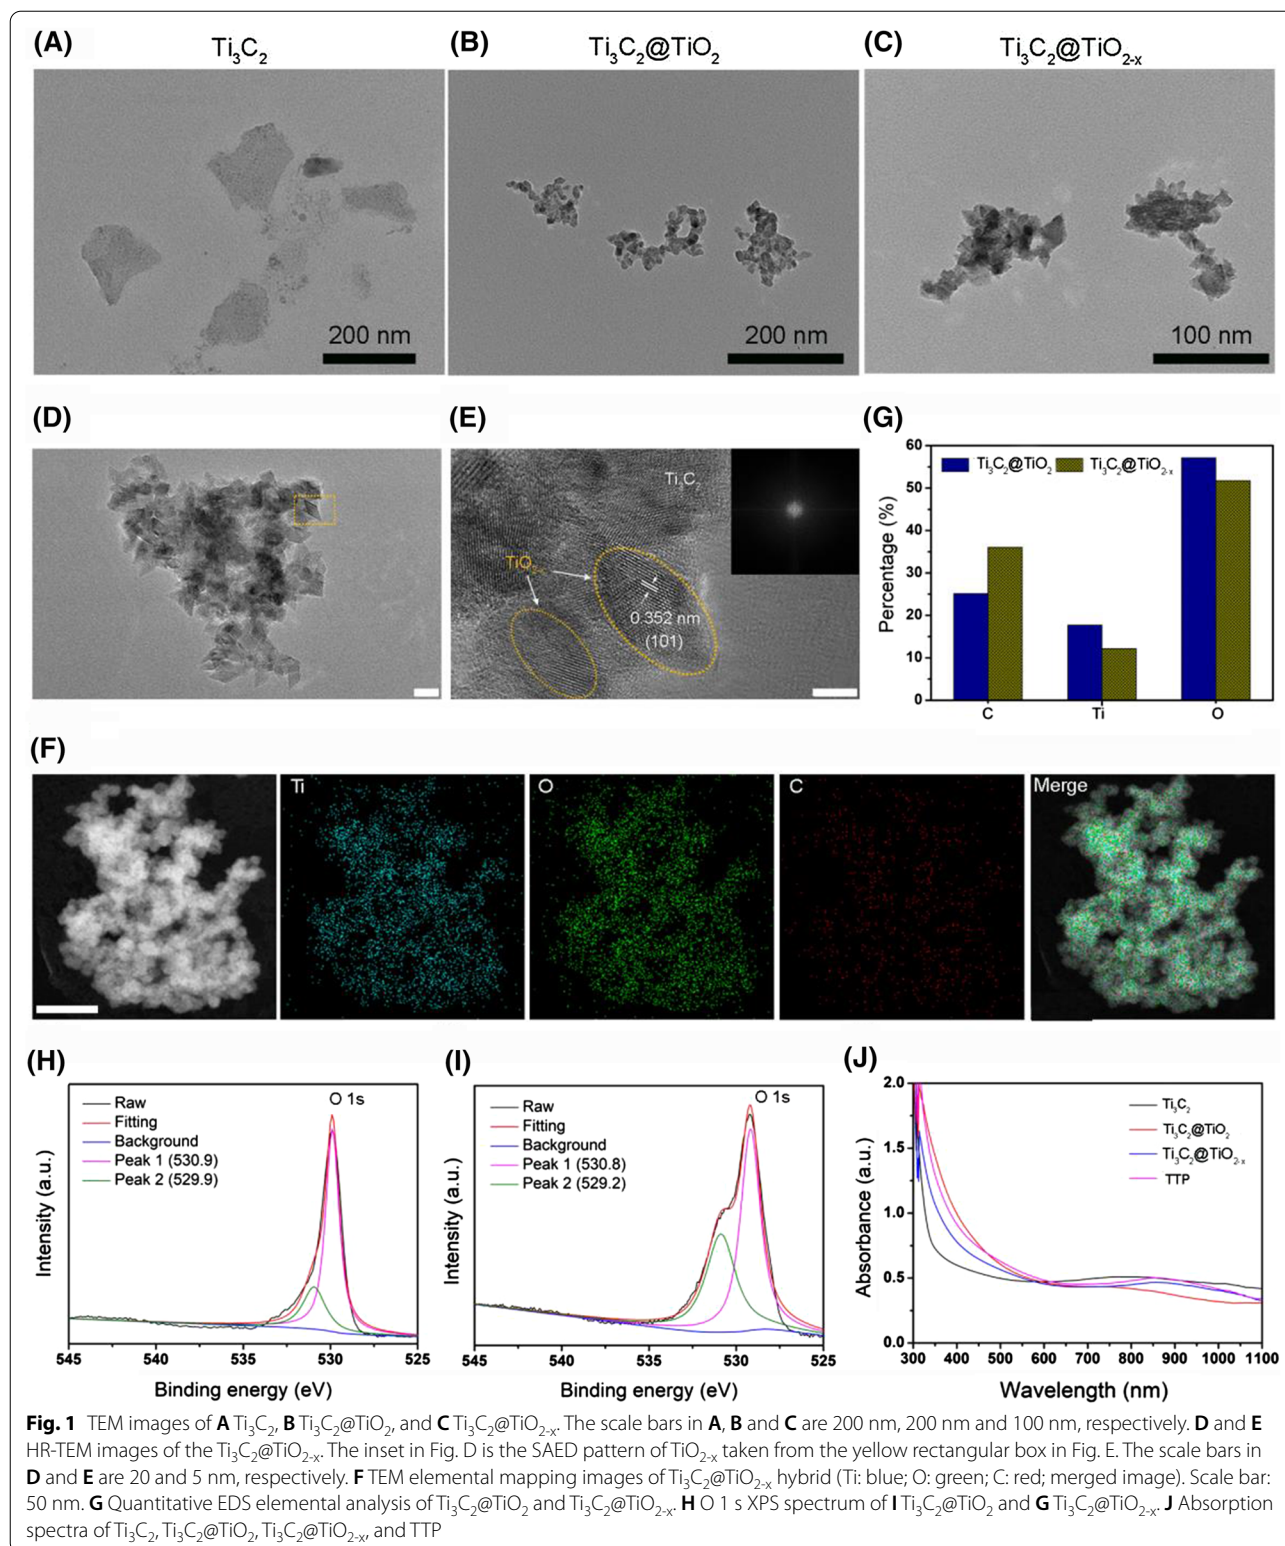 (A) Ti₃C₂
(B) Ti₃C₂@TiO₂
(C) Ti₃C₂@TiO₂₋ₓ
200 nm
200 nm
100 nm
(D)
(E)
Ti₃C₂
TiO₂₋ₓ
0.352 nm
(101)
(G)
60
50
40
30
20
10
0
Percentage (%)
Ti₃C₂@TiO₂
Ti₃C₂@TiO₂₋ₓ
C Ti O
(F)
Ti
O
C
Merge
(H)
O 1s
Raw
Fitting
Background
Peak 1 (530.9)
Peak 2 (529.9)
Intensity (a.u.)
545 540 535 530 525
Binding energy (eV)
(I)
O 1s
Raw
Fitting
Background
Peak 1 (530.8)
Peak 2 (529.2)
Intensity (a.u.)
545 540 535 530 525
Binding energy (eV)
(J)
2.0
1.5
1.0
0.5
0.0
Absorbance (a.u.)
Ti₃C₂
Ti₃C₂@TiO₂
Ti₃C₂@TiO₂₋ₓ
TTP
300 400 500 600 700 800 900 1000 1100
Wavelength (nm)
Fig. 1 TEM images of A Ti₃C₂, B Ti₃C₂@TiO₂, and C Ti₃C₂@TiO₂₋ₓ. The scale bars in A, B and C are 200 nm, 200 nm and 100 nm, respectively. D and E
HR-TEM images of the Ti₃C₂@TiO₂₋ₓ. The inset in Fig. D is the SAED pattern of TiO₂₋ₓ taken from the yellow rectangular box in Fig. E. The scale bars in
D and E are 20 and 5 nm, respectively. F TEM elemental mapping images of Ti₃C₂@TiO₂₋ₓ hybrid (Ti: blue; O: green; C: red; merged image). Scale bar:
50 nm. G Quantitative EDS elemental analysis of Ti₃C₂@TiO₂ and Ti₃C₂@TiO₂₋ₓ. H O 1 s XPS spectrum of I Ti₃C₂@TiO₂ and G Ti₃C₂@TiO₂₋ₓ. J Absorption
spectra of Ti₃C₂, Ti₃C₂@TiO₂, Ti₃C₂@TiO₂₋ₓ, and TTP